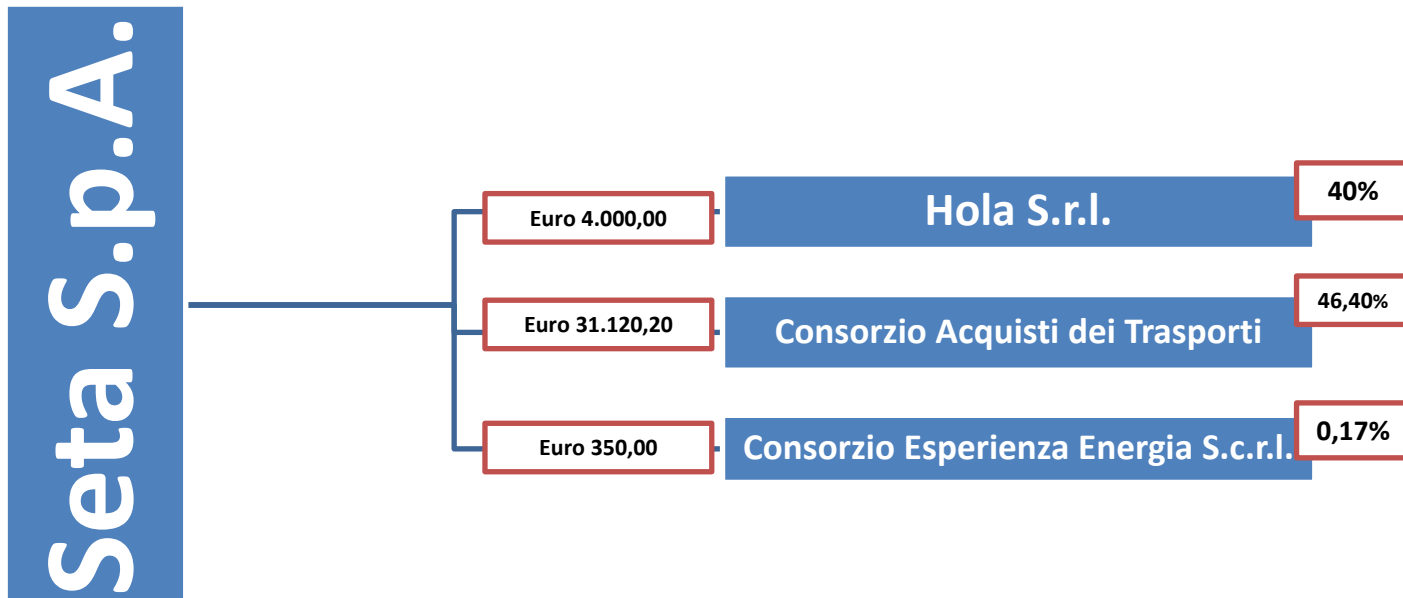 Seta S.p.A.
Euro 4.000,00
Hola S.r.l.
40%
Euro 31.120,20
Consorzio Acquisti dei Trasporti
46,40%
Euro 350,00
Consorzio Esperienza Energia S.c.r.l.
0,17%